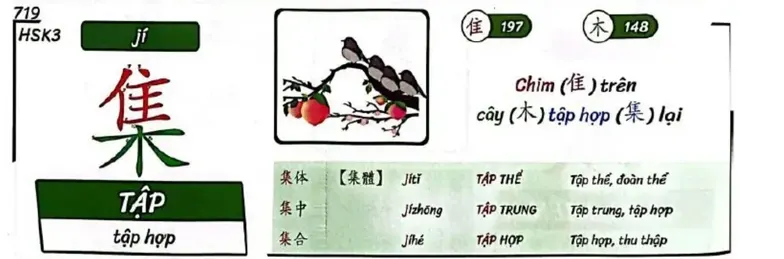 719
HSK3
jí
集
TẬP
tập hợp
隹 197
木 148
Chim (隹) trên
cây (木) tập hợp (集) lại
集体 【集體】 jítǐ TẬP THỂ Tập thể, đoàn thể
集中 jízhōng TẬP TRUNG Tập trung, tập hợp
集合 jíhé TẬP HỢP Tập hợp, thu thập